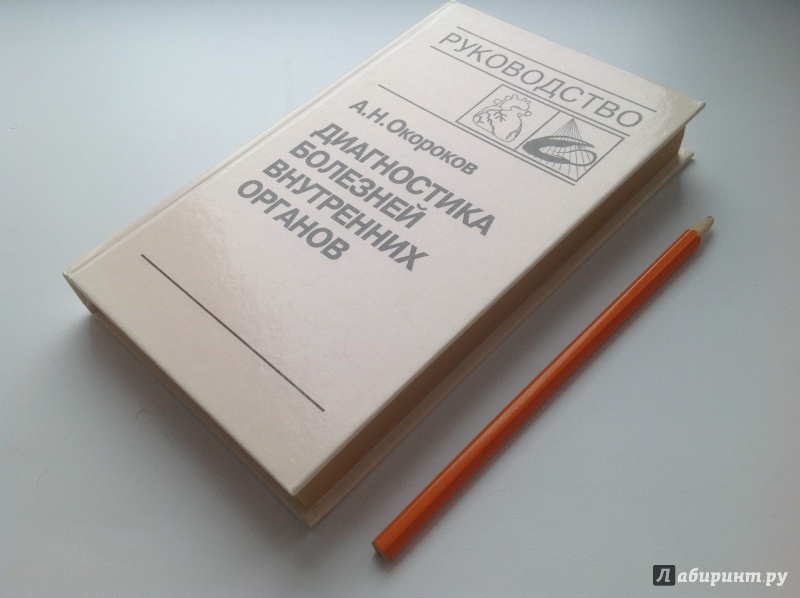 РУКОВОДСТВО
А.Н.Окороков
ДИАГНОСТИКА
БОЛЕЗНЕЙ
ВНУТРЕННИХ
ОРГАНОВ
Лабиринт.ру